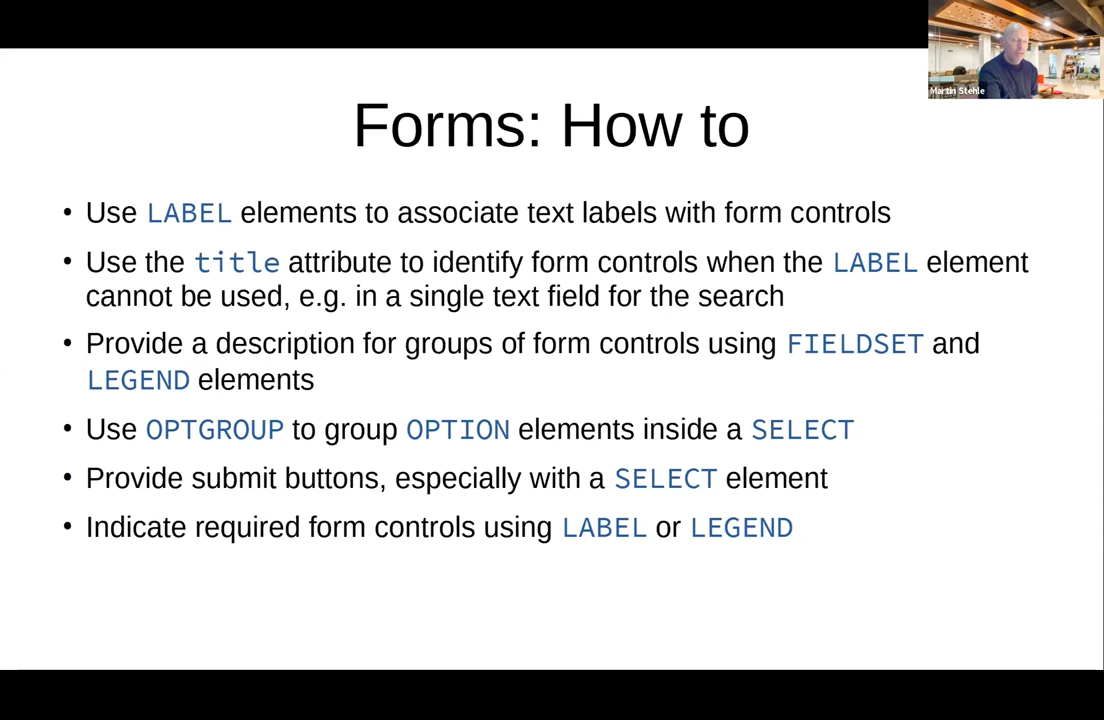 Martin Stehle
Forms: How to
• Use LABEL elements to associate text labels with form controls
• Use the title attribute to identify form controls when the LABEL element
cannot be used, e.g. in a single text field for the search
• Provide a description for groups of form controls using FIELDSET and
LEGEND elements
• Use OPTGROUP to group OPTION elements inside a SELECT
• Provide submit buttons, especially with a SELECT element
• Indicate required form controls using LABEL or LEGEND